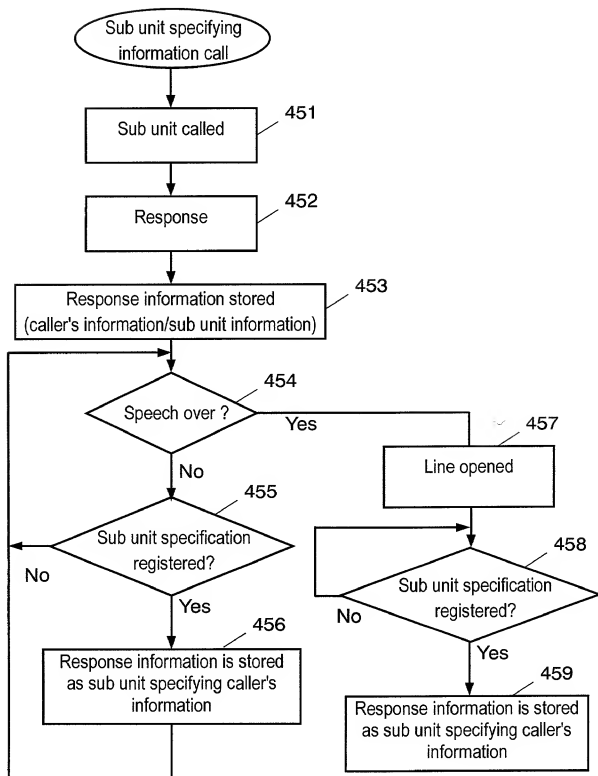 Sub unit specifying
information call
451
Sub unit called
452
Response
453
Response information stored
(caller's information/sub unit information)
454
Speech over ?
Yes
No
457
Line opened
455
Sub unit specification
registered?
No
Yes
458
Sub unit specification
registered?
No
Yes
456
Response information is stored
as sub unit specifying caller's
information
459
Response information is stored
as sub unit specifying caller's
information